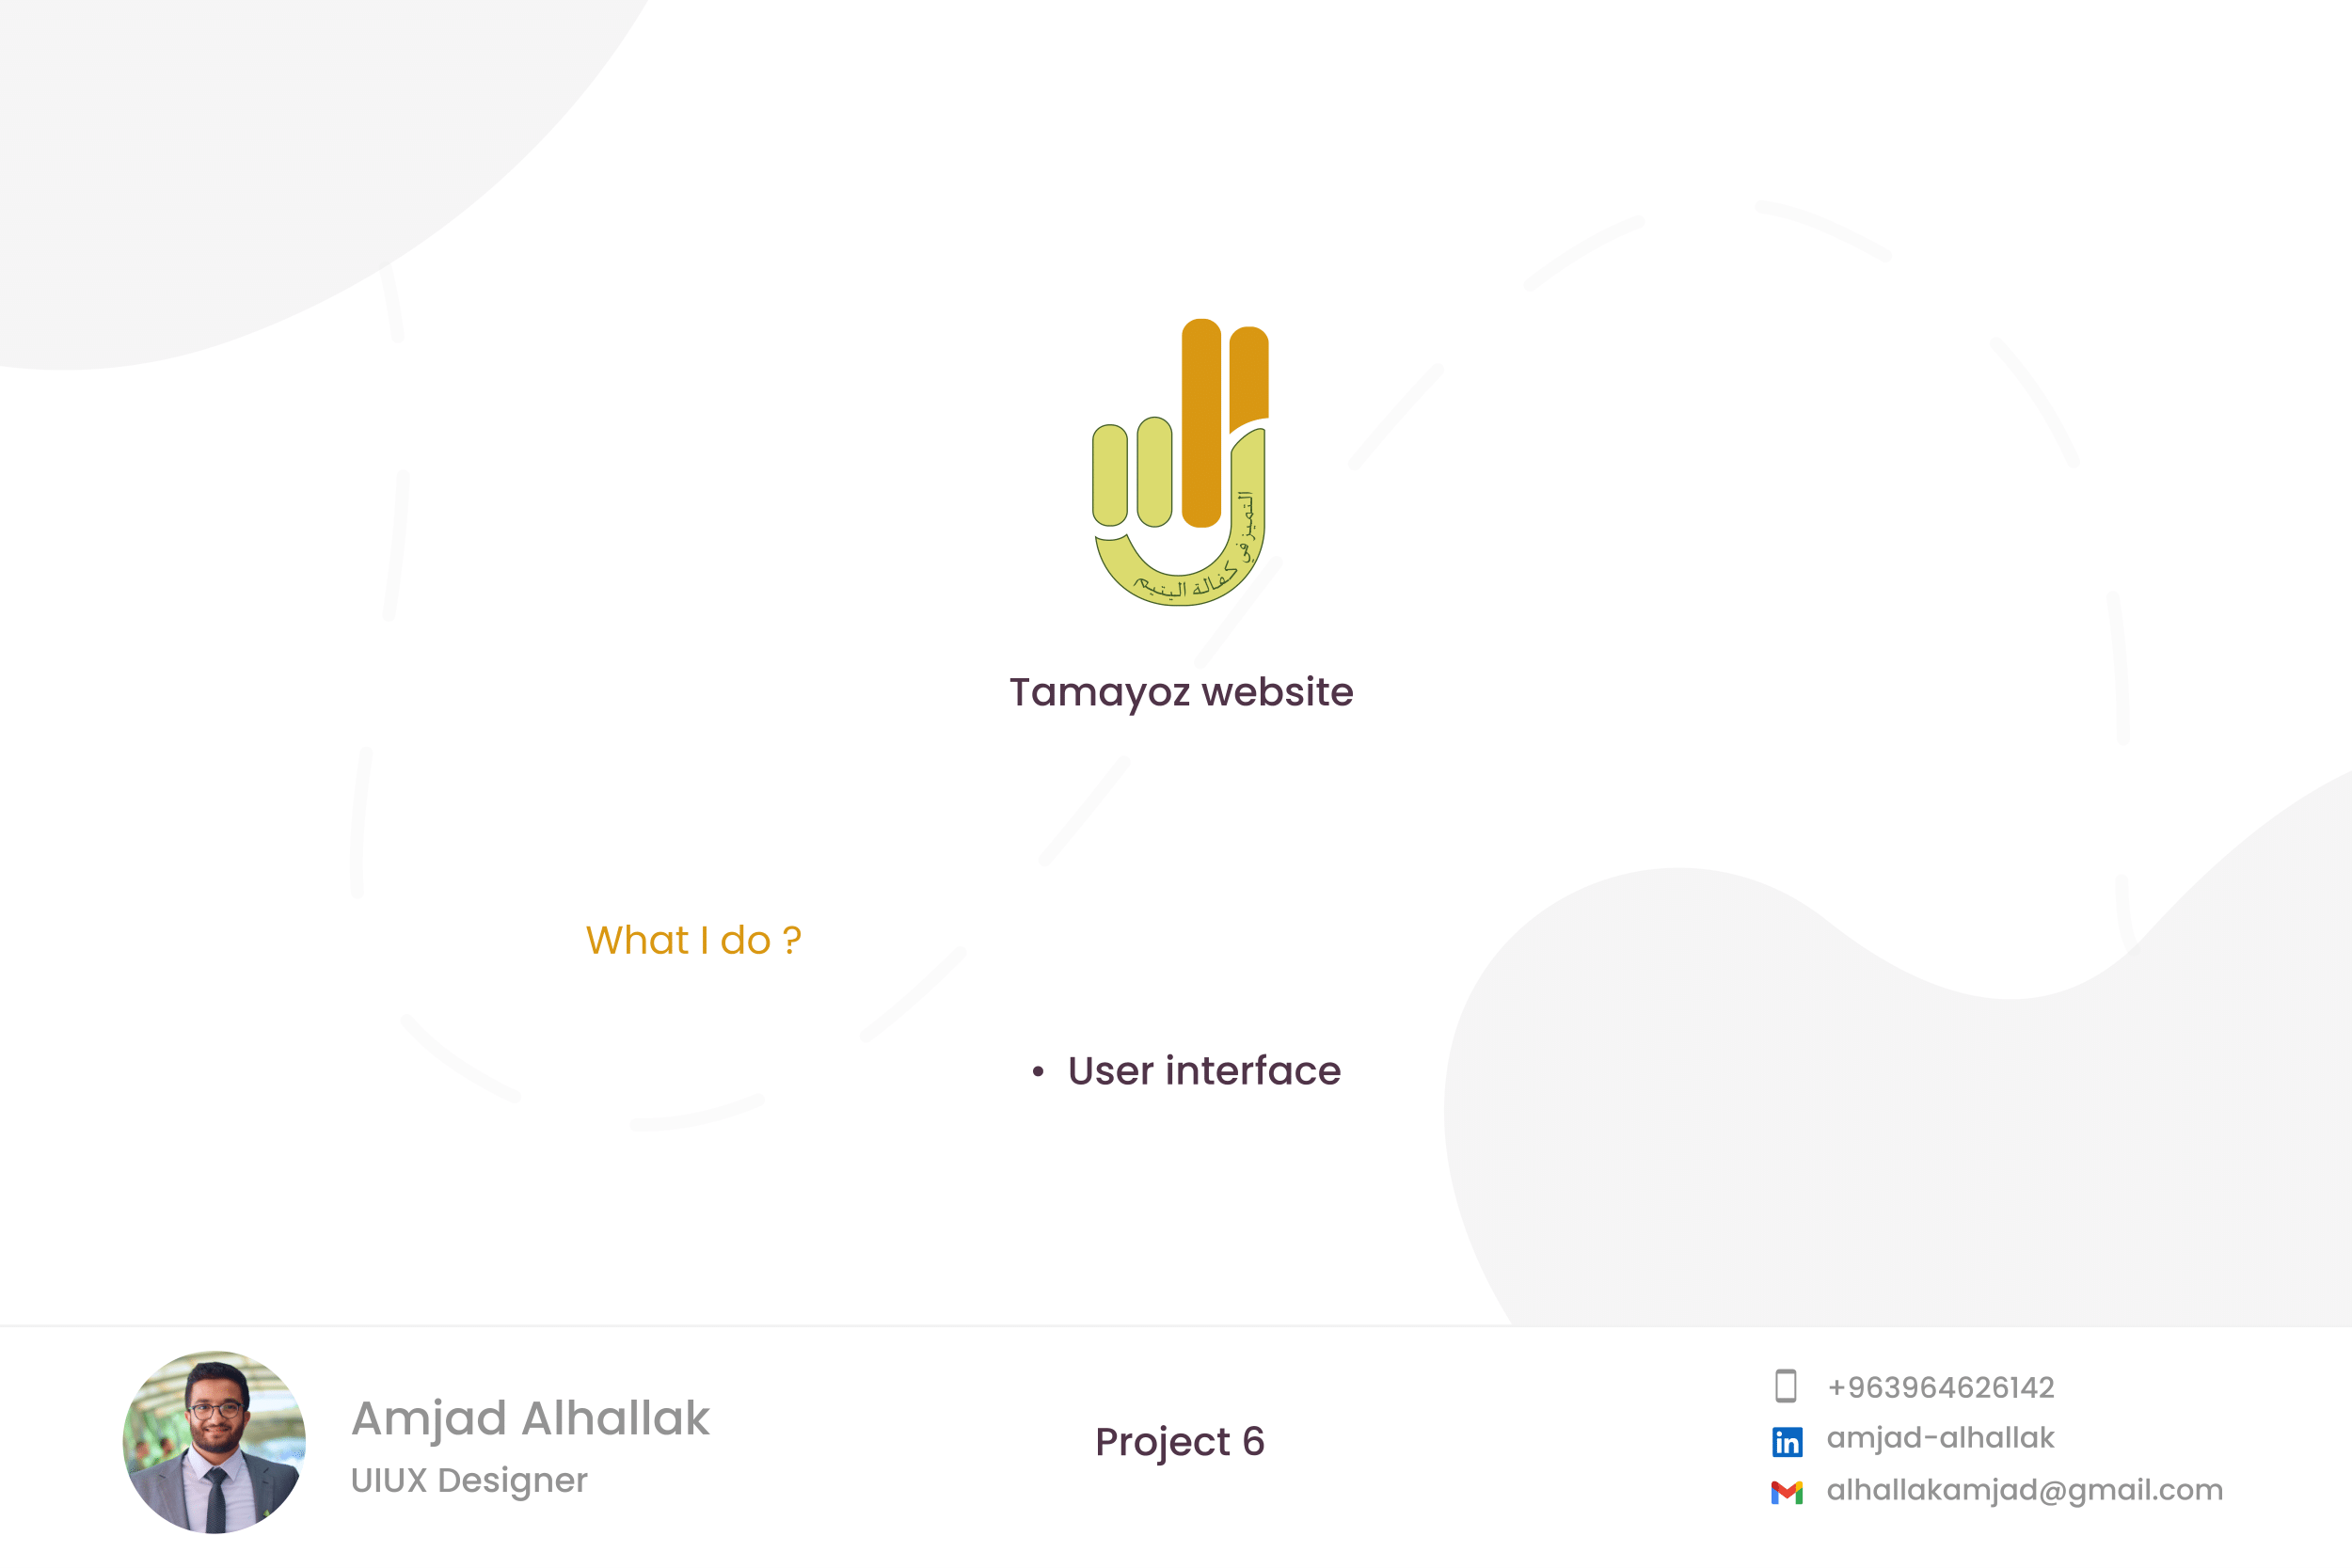 التميز في كفالة اليتيم
Tamayoz website
What I do ?
• User interface
Amjad Alhallak
UIUX Designer
Project 6
+963964626142
amjad-alhallak
alhallakamjad@gmail.com